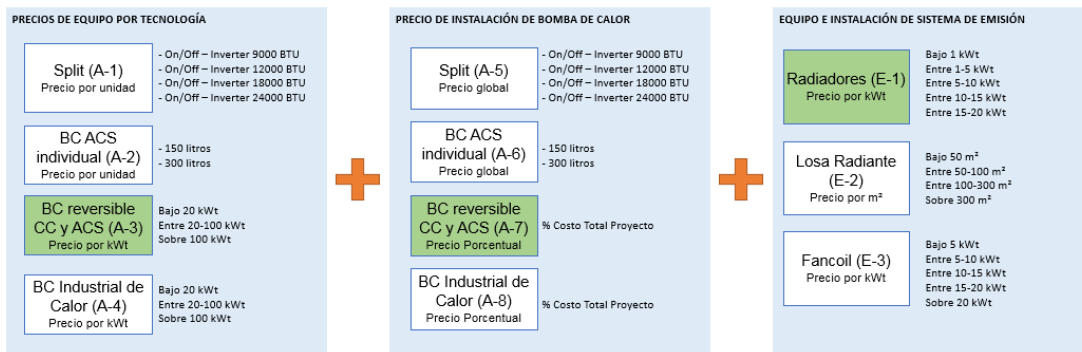 PRECIOS DE EQUIPO POR TECNOLOGÍA
Split (A-1)
Precio por unidad
- On/Off – Inverter 9000 BTU
- On/Off – Inverter 12000 BTU
- On/Off – Inverter 18000 BTU
- On/Off – Inverter 24000 BTU
BC ACS
individual (A-2)
Precio por unidad
- 150 litros
- 300 litros
BC reversible
CC y ACS (A-3)
Precio por kWt
Bajo 20 kWt
Entre 20-100 kWt
Sobre 100 kWt
BC Industrial de
Calor (A-4)
Precio por kWt
Bajo 20 kWt
Entre 20-100 kWt
Sobre 100 kWt
PRECIO DE INSTALACIÓN DE BOMBA DE CALOR
Split (A-5)
Precio global
- On/Off – Inverter 9000 BTU
- On/Off – Inverter 12000 BTU
- On/Off – Inverter 18000 BTU
- On/Off – Inverter 24000 BTU
BC ACS
individual (A-6)
Precio global
- 150 litros
- 300 litros
BC reversible
CC y ACS (A-7)
Precio Porcentual
% Costo Total Proyecto
BC Industrial de
Calor (A-8)
Precio Porcentual
% Costo Total Proyecto
EQUIPO E INSTALACIÓN DE SISTEMA DE EMISIÓN
Radiadores (E-1)
Precio por kWt
Bajo 1 kWt
Entre 1-5 kWt
Entre 5-10 kWt
Entre 10-15 kWt
Entre 15-20 kWt
Losa Radiante
(E-2)
Precio por m²
Bajo 50 m²
Entre 50-100 m²
Entre 100-300 m²
Sobre 300 m²
Fancoil (E-3)
Precio por kWt
Bajo 5 kWt
Entre 5-10 kWt
Entre 10-15 kWt
Entre 15-20 kWt
Sobre 20 kWt